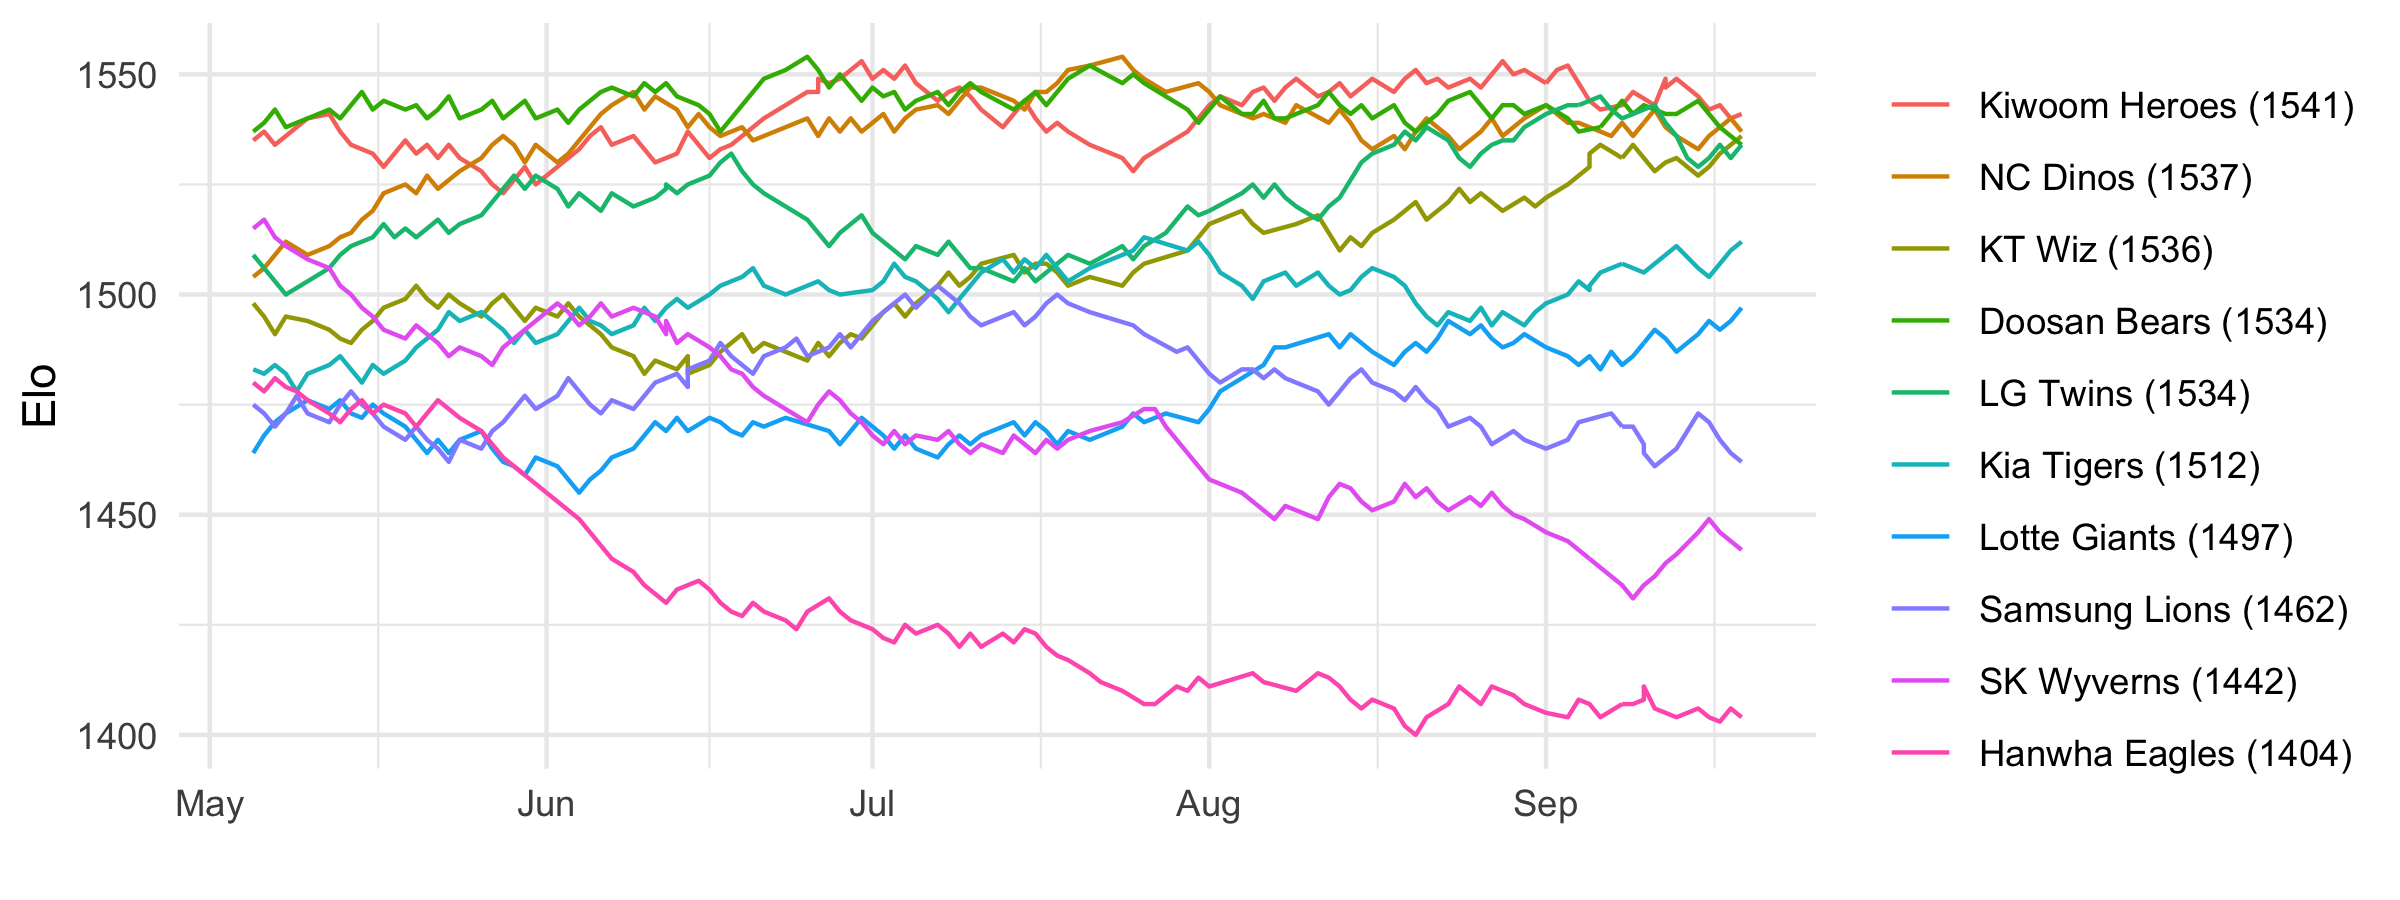 1550
1500
1450
1400
Elo
May Jun Jul Aug Sep
Kiwoom Heroes (1541)
NC Dinos (1537)
KT Wiz (1536)
Doosan Bears (1534)
LG Twins (1534)
Kia Tigers (1512)
Lotte Giants (1497)
Samsung Lions (1462)
SK Wyverns (1442)
Hanwha Eagles (1404)